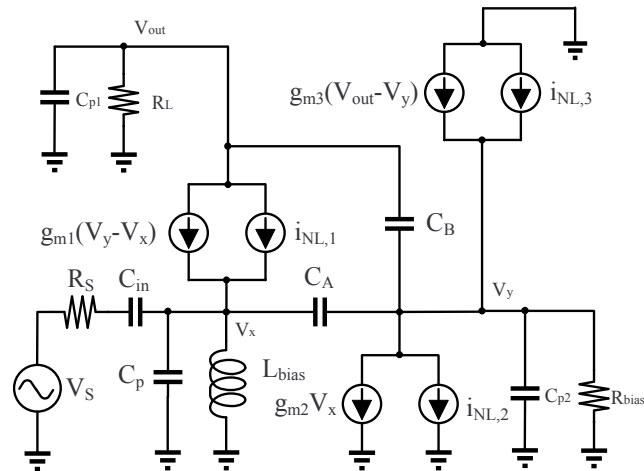 Vout
Cp1
RL
gm3(Vout-Vy)
iNL,3
gm1(Vy-Vx)
iNL,1
CB
RS
Cin
CA
Vx
Vy
VS
Cp
Lbias
gm2Vx
iNL,2
Cp2
Rbias